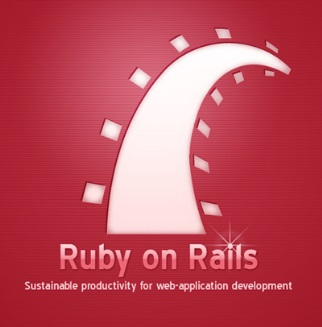 Ruby on Rails
Sustainable productivity for web-application development